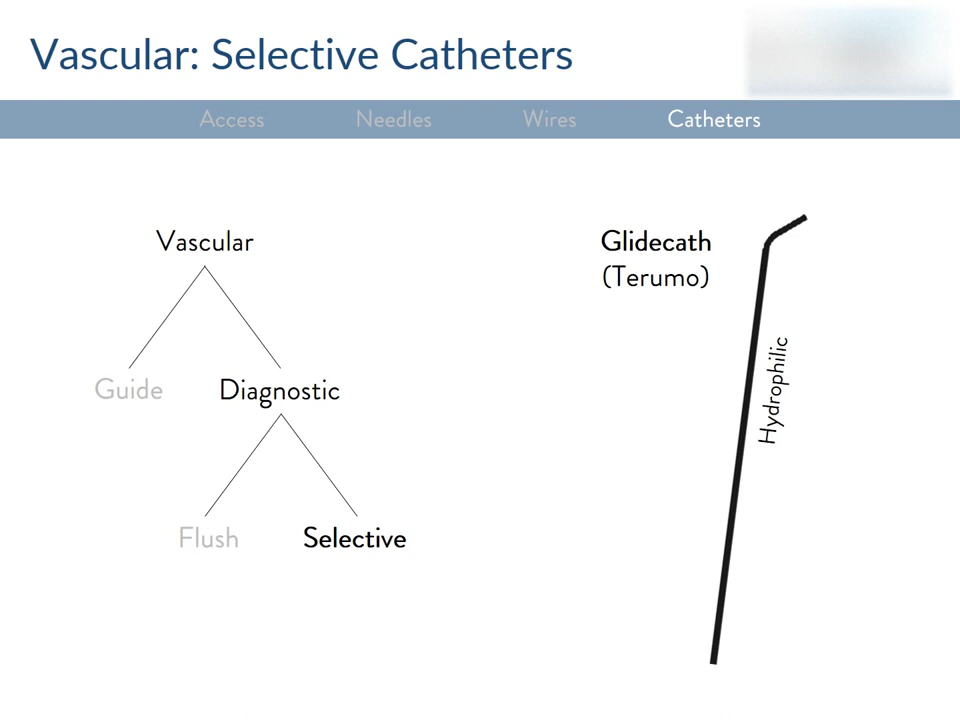 Vascular: Selective Catheters
Access Needles Wires Catheters
Vascular
Guide Diagnostic
Flush Selective
Glidecath
(Terumo)
Hydrophilic